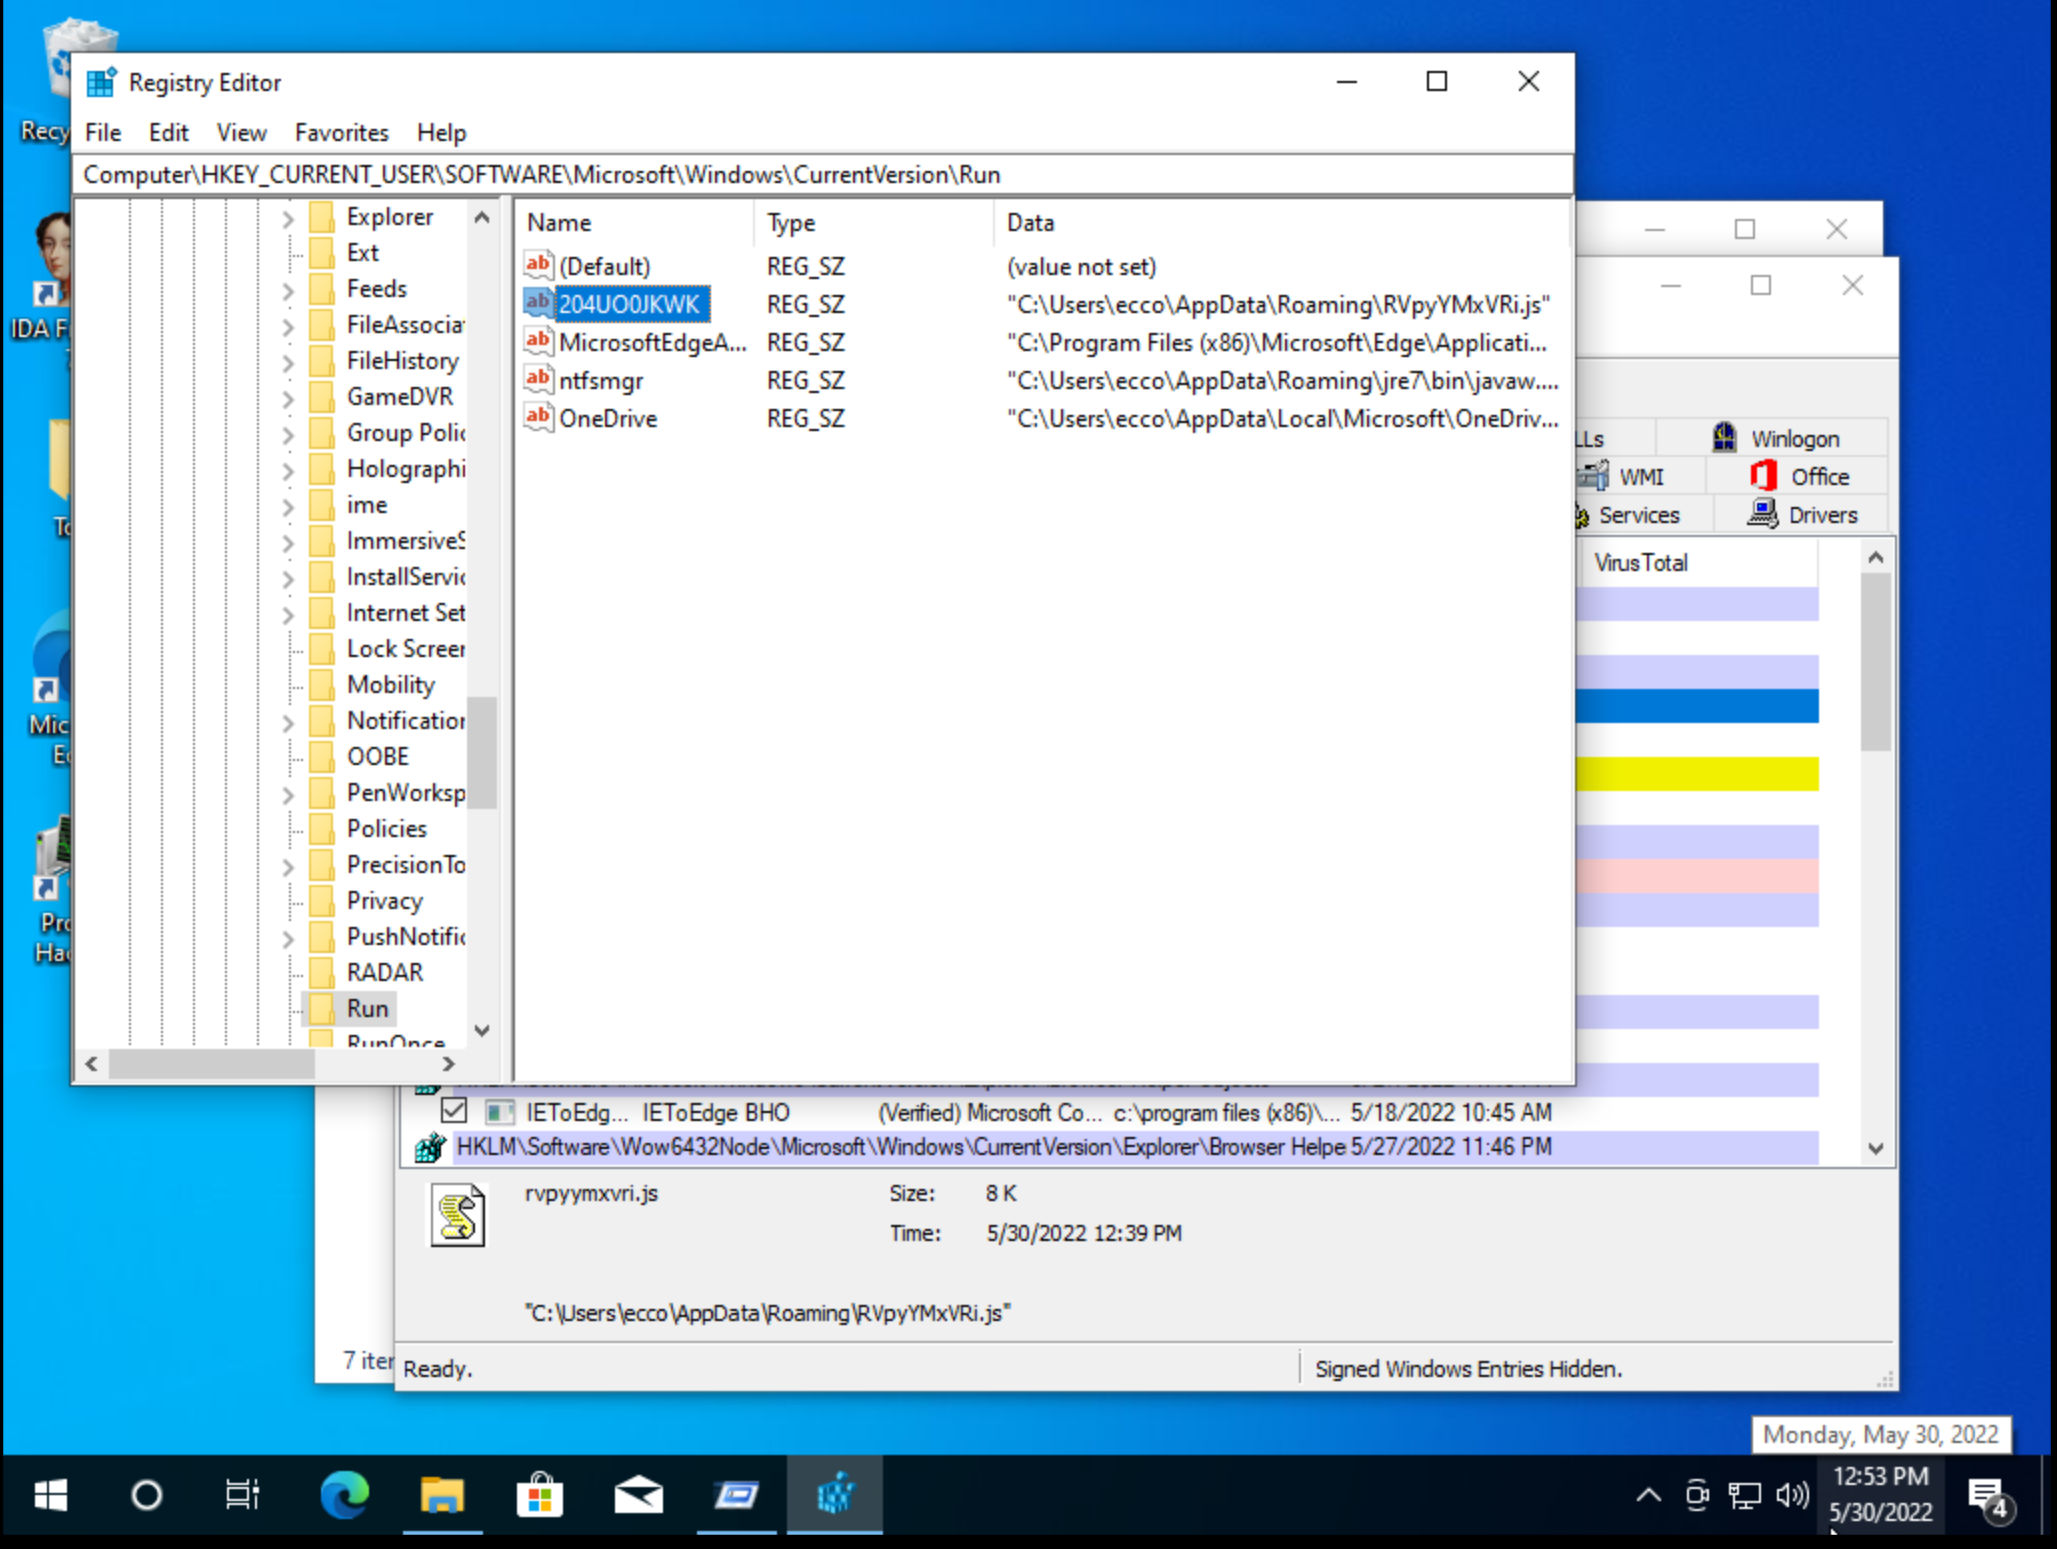 Recy
Registry Editor
File Edit View Favorites Help
Computer\HKEY_CURRENT_USER\SOFTWARE\Microsoft\Windows\CurrentVersion\Run
Explorer
Ext
Feeds
FileAssocia
FileHistory
GameDVR
Group Polic
Holographi
ime
ImmersiveS
InstallServic
Internet Set
Lock Screer
Mobility
Notification
OOBE
PenWorksp
Policies
PrecisionTo
Privacy
PushNotific
RADAR
Run
RunOnce
Name Type Data
(Default) REG_SZ (value not set)
204UO0JKWK REG_SZ "C:\Users\ecco\AppData\Roaming\RVpyYMxVRi.js"
MicrosoftEdgeA... REG_SZ "C:\Program Files (x86)\Microsoft\Edge\Applicati...
ntfsmgr REG_SZ "C:\Users\ecco\AppData\Roaming\jre7\bin\javaw....
OneDrive REG_SZ "C:\Users\ecco\AppData\Local\Microsoft\OneDriv...
IDA F
To
Mic
Ed
Pro
Hac
LLs Winlogon
WMI Office
Services Drivers
VirusTotal
IEToEdg... IEToEdge BHO (Verified) Microsoft Co... c:\program files (x86)\... 5/18/2022 10:45 AM
HKLM\Software\Wow6432Node\Microsoft\Windows\CurrentVersion\Explorer\Browser Helpe 5/27/2022 11:46 PM
rvpyymxvri.js Size: 8 K
Time: 5/30/2022 12:39 PM
"C:\Users\ecco\AppData\Roaming\RVpyYMxVRi.js"
7 iter
Ready. Signed Windows Entries Hidden.
Monday, May 30, 2022
12:53 PM
5/30/2022
4